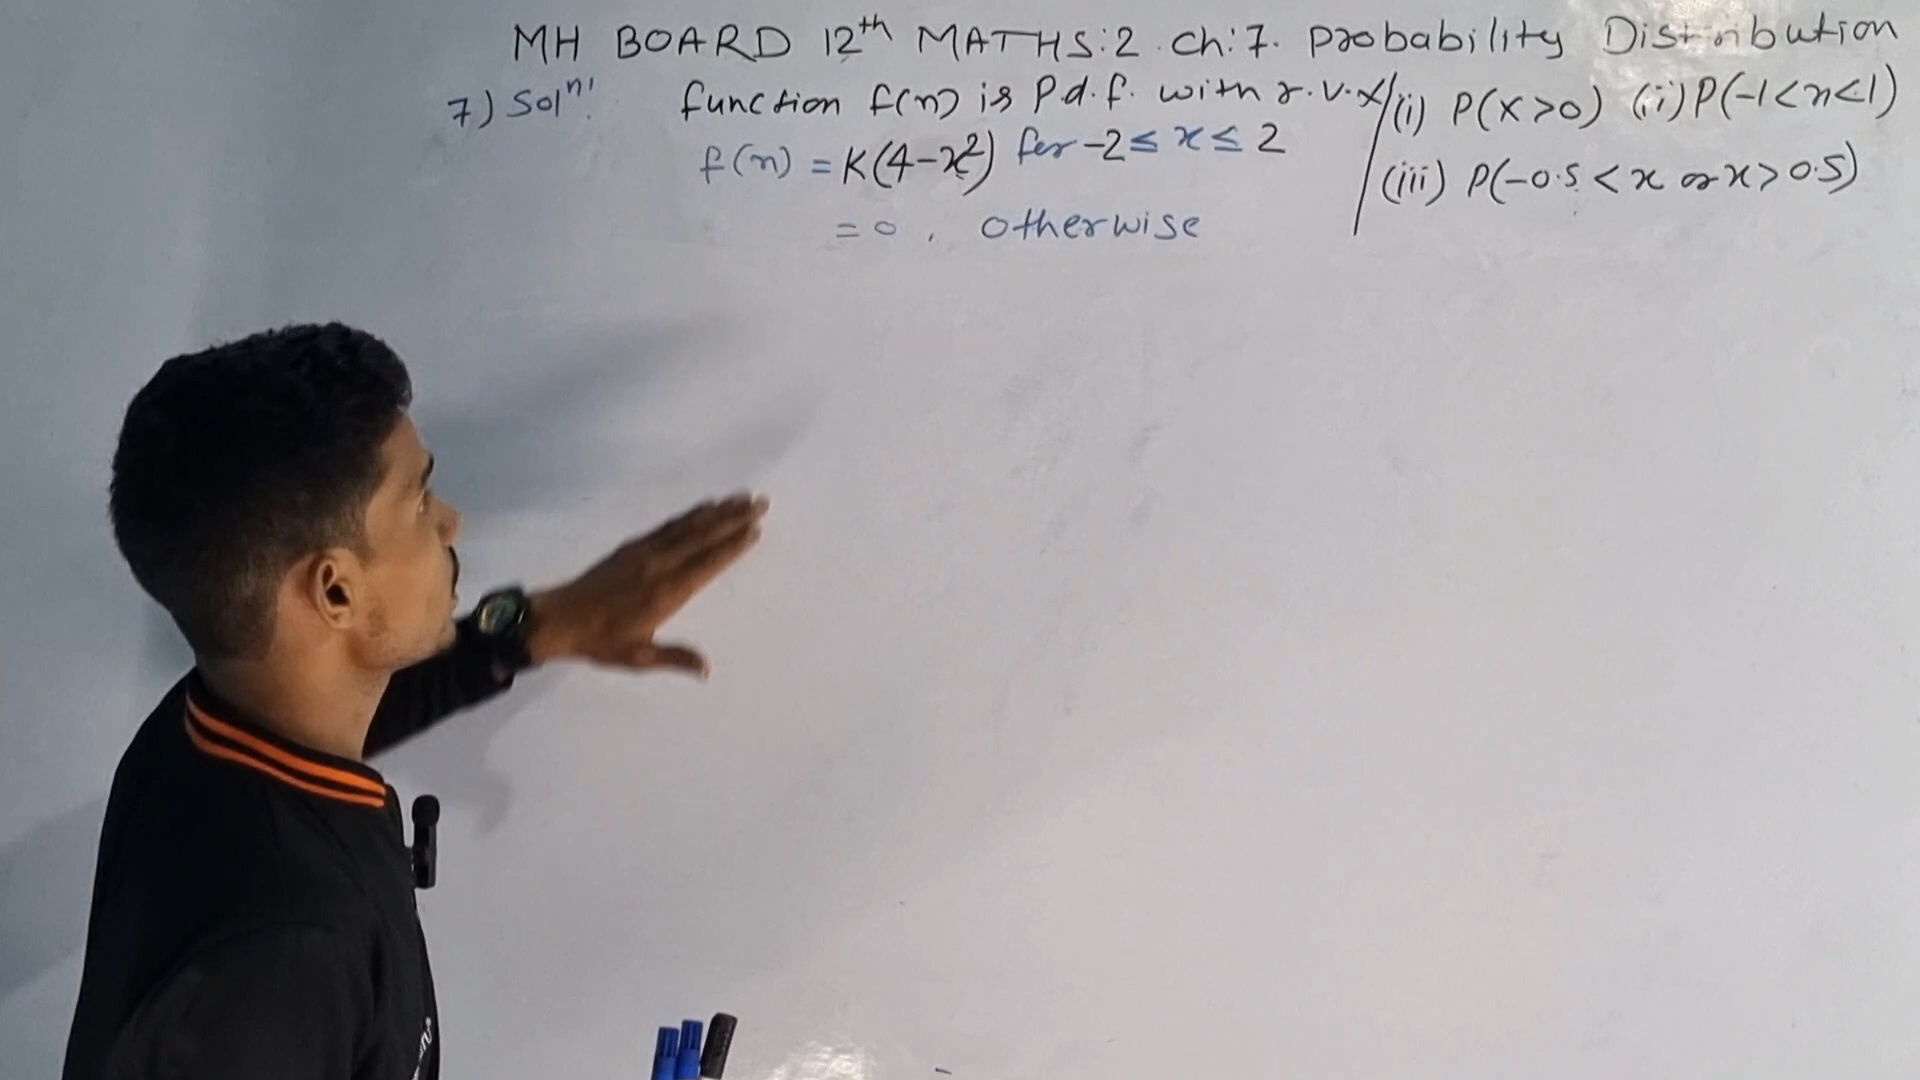 MH BOARD 12th MATHS:2 Ch:7. Probability Distribution
7) Soln: function f(n) is P.d.f. with r.v.X
f(n) = K(4-x²) for -2 ≤ x ≤ 2
= 0 , otherwise
(i) P(X>0) (ii) P(-1<x<1)
(iii) P(-0.5 < x or x > 0.5)